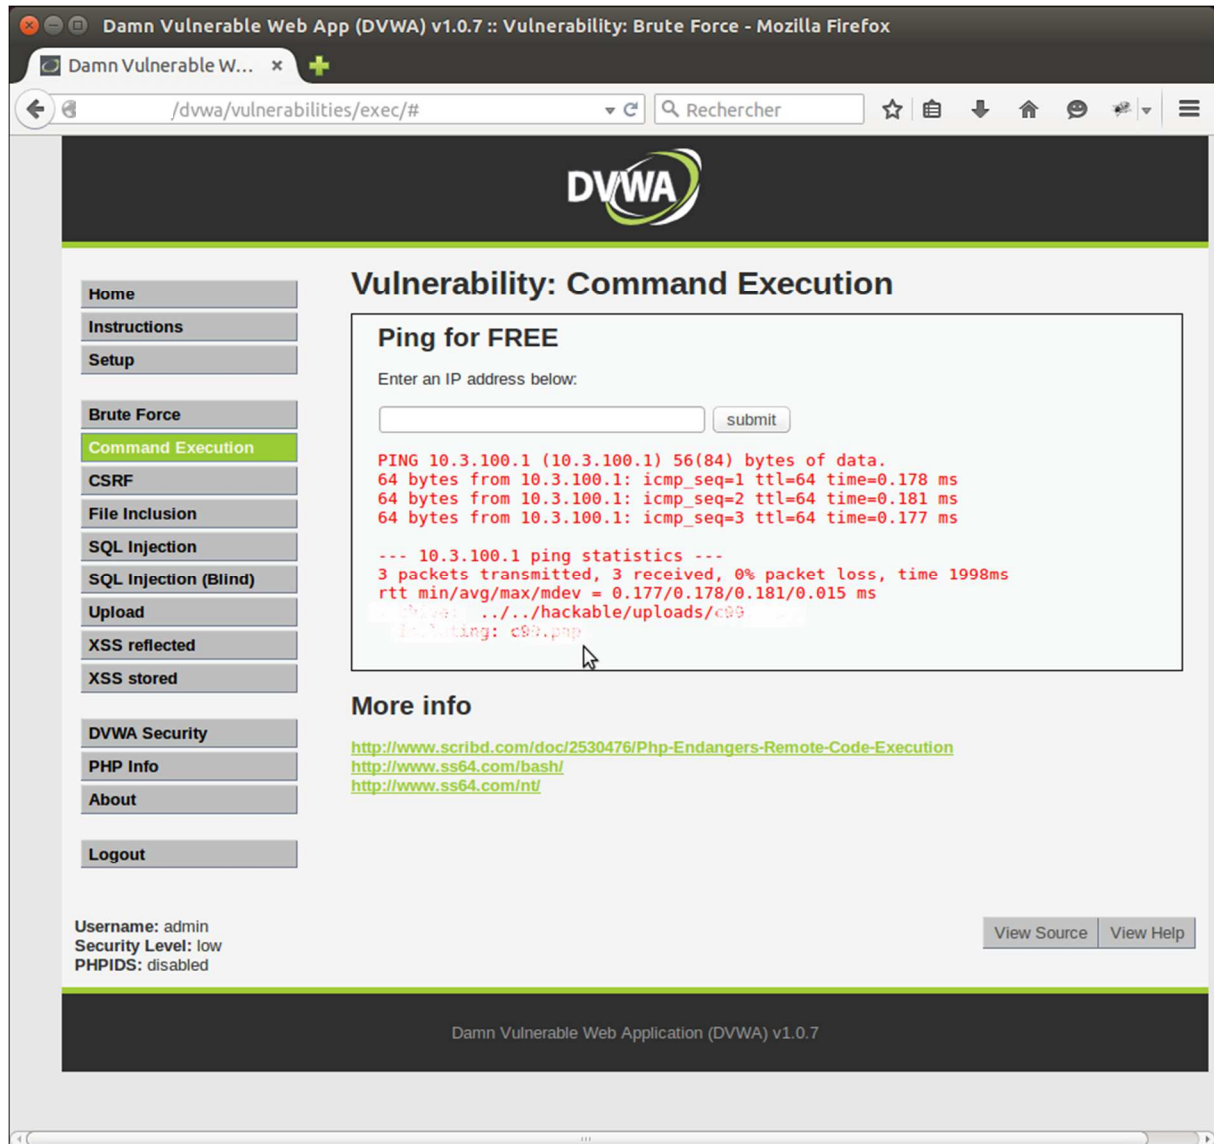 Damn Vulnerable Web App (DVWA) v1.0.7 :: Vulnerability: Brute Force - Mozilla Firefox
Damn Vulnerable W...
/dvwa/vulnerabilities/exec/#
Rechercher
DVWA
Home
Instructions
Setup
Brute Force
Command Execution
CSRF
File Inclusion
SQL Injection
SQL Injection (Blind)
Upload
XSS reflected
XSS stored
DVWA Security
PHP Info
About
Logout
Vulnerability: Command Execution
Ping for FREE
Enter an IP address below:
submit
PING 10.3.100.1 (10.3.100.1) 56(84) bytes of data.
64 bytes from 10.3.100.1: icmp_seq=1 ttl=64 time=0.178 ms
64 bytes from 10.3.100.1: icmp_seq=2 ttl=64 time=0.181 ms
64 bytes from 10.3.100.1: icmp_seq=3 ttl=64 time=0.177 ms
--- 10.3.100.1 ping statistics ---
3 packets transmitted, 3 received, 0% packet loss, time 1998ms
rtt min/avg/max/mdev = 0.177/0.178/0.181/0.015 ms
../../hackable/uploads/c99
c99.php
More info
http://www.scribd.com/doc/2530476/Php-Endangers-Remote-Code-Execution
http://www.ss64.com/bash/
http://www.ss64.com/nt/
Username: admin
Security Level: low
PHPIDS: disabled
View Source
View Help
Damn Vulnerable Web Application (DVWA) v1.0.7